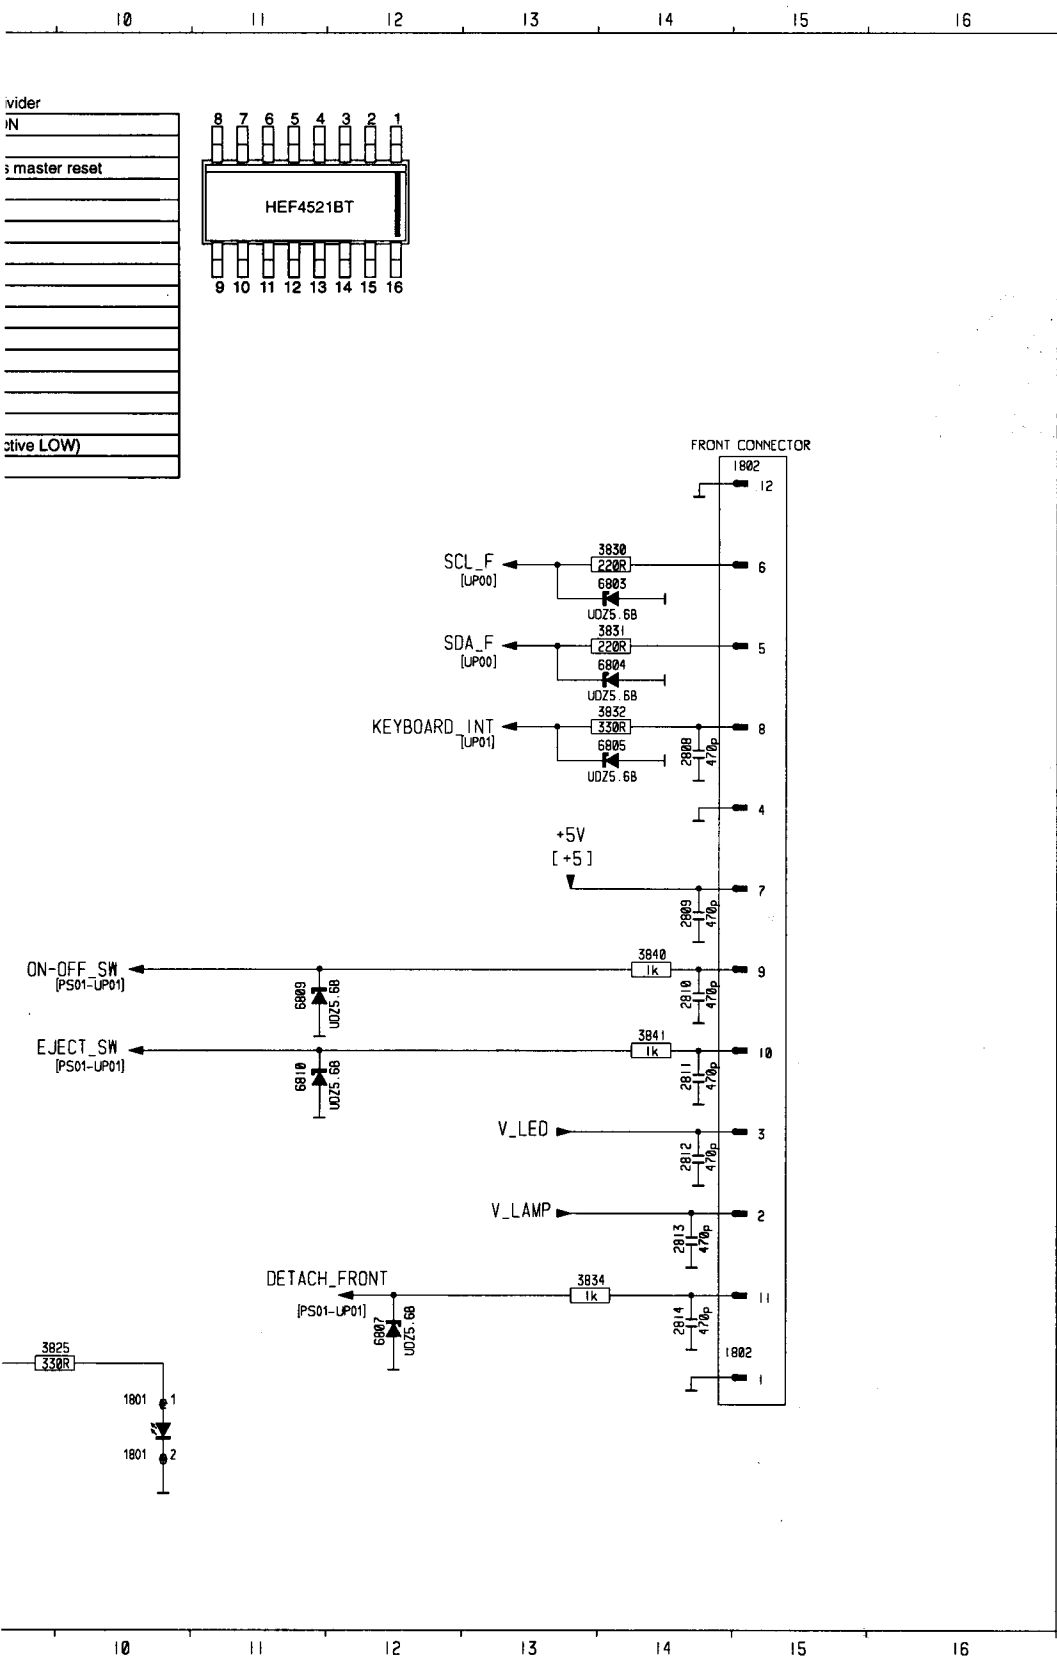 10 11 12 13 14 15 16
ivider
ON
s master reset
ctive LOW)
8 7 6 5 4 3 2 1
HEF4521BT
9 10 11 12 13 14 15 16
FRONT CONNECTOR
1802
12
SCL_F
[UP00]
3830
220R
6
6803
UDZ5.6B
SDA_F
[UP00]
3831
220R
5
6804
UDZ5.6B
KEYBOARD_INT
[UP01]
3832
330R
8
6805
UDZ5.6B
2808
470p
4
+5V
[+5]
7
2809
470p
ON-OFF_SW
[PS01-UP01]
6809
UDZ5.6B
3840
1k
9
2810
470p
EJECT_SW
[PS01-UP01]
6810
UDZ5.6B
3841
1k
10
2811
470p
V_LED
3
2812
470p
V_LAMP
2
2813
470p
DETACH_FRONT
[PS01-UP01]
6807
UDZ5.6B
3834
1k
11
2814
470p
1802
1
3825
330R
1801 1
1801 2
10 11 12 13 14 15 16